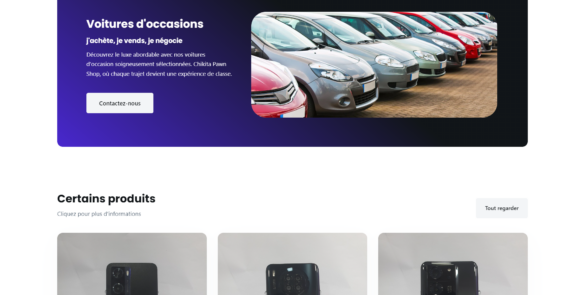 Voitures d'occasions
J'achète, je vends, je négocie
Découvrez le luxe abordable avec nos voitures
d'occasion soigneusement sélectionnées. Chikita Pawn
Shop, où chaque trajet devient une expérience de classe.
Contactez-nous
Certains produits
Cliquez pour plus d'informations
Tout regarder